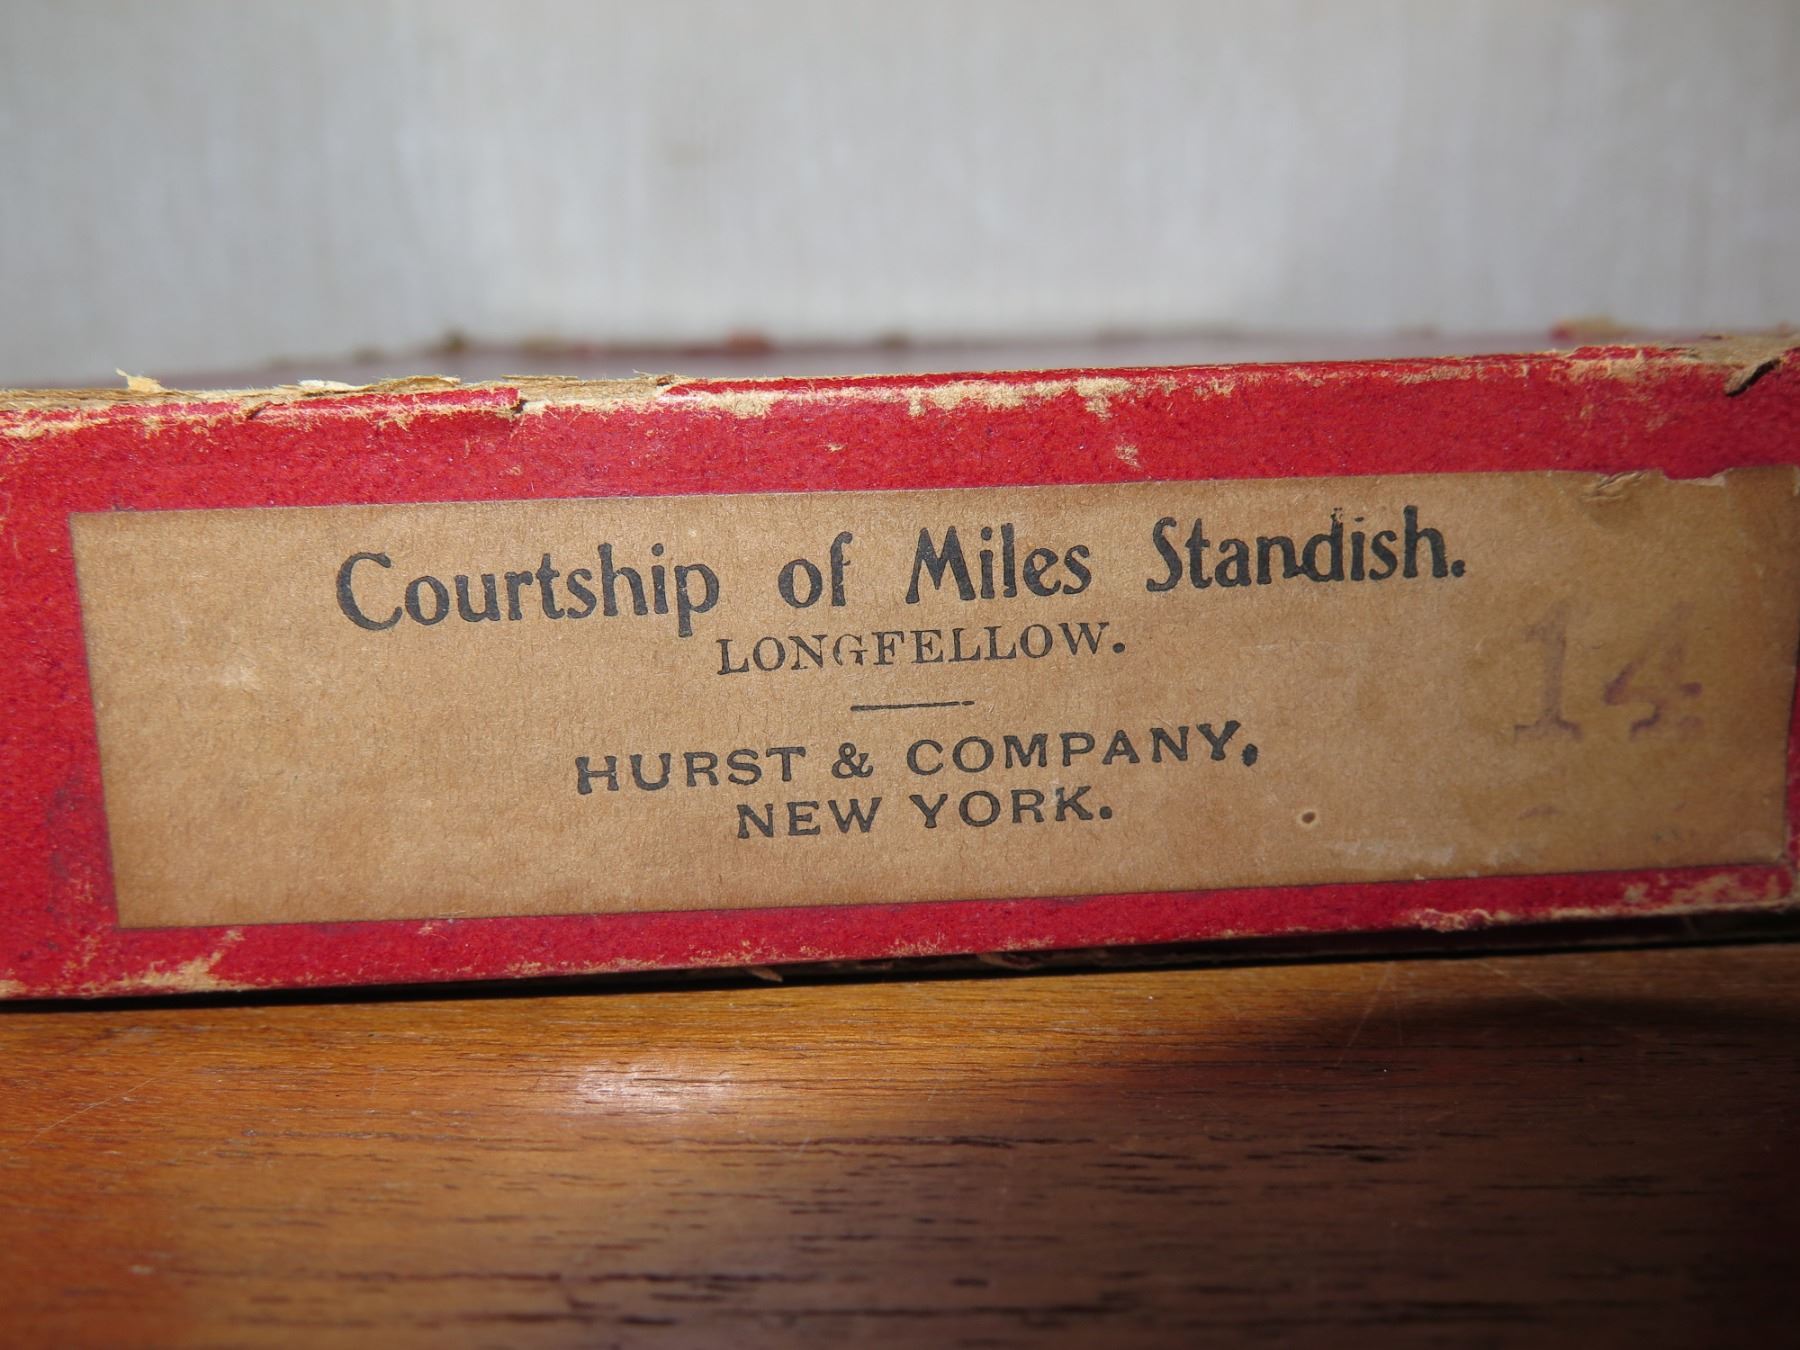 Courtship of Miles Standish.
LONGFELLOW.
HURST & COMPANY,
NEW YORK.
14